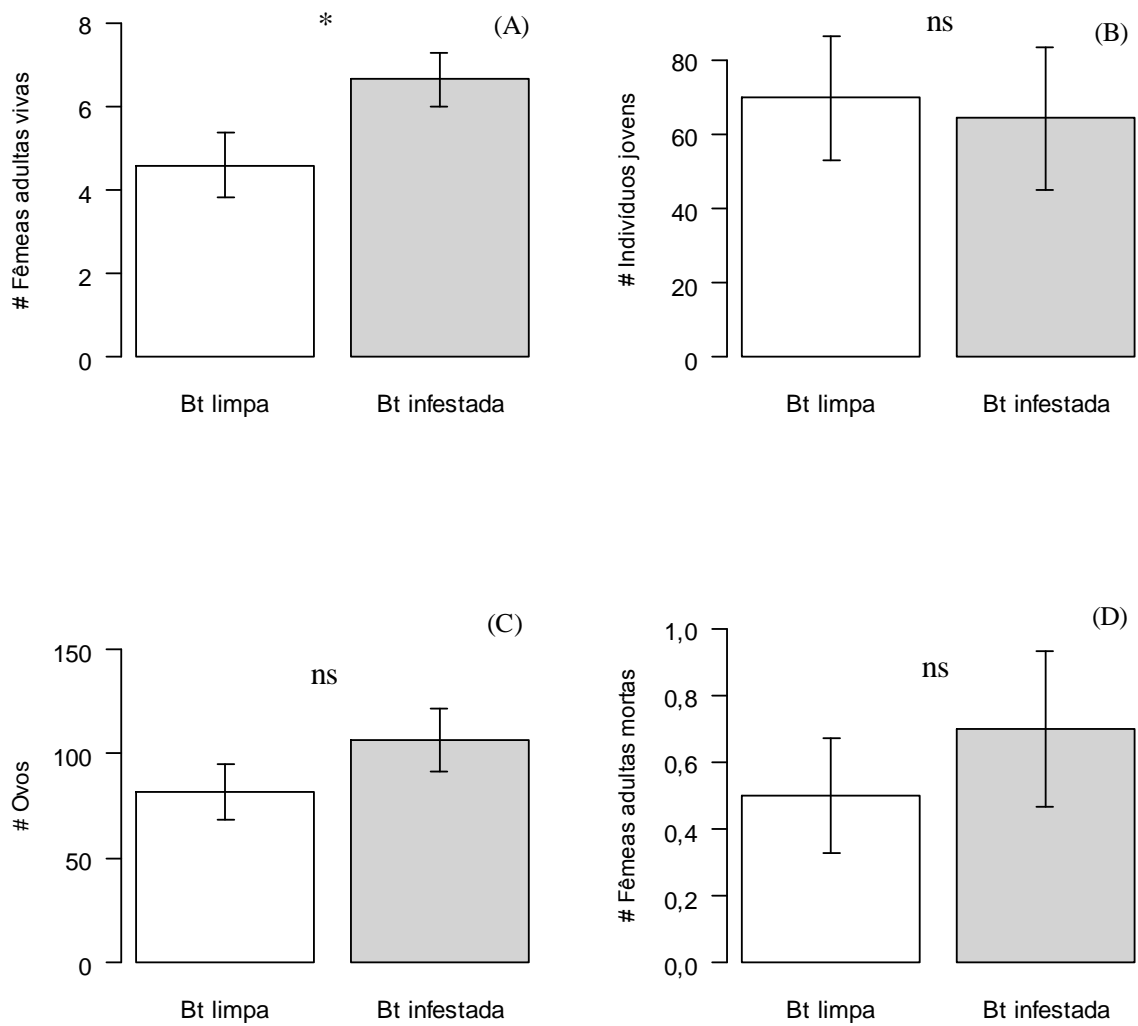 *
(A)
8
6
4
2
0
# Fêmeas adultas vivas
Bt limpa
Bt infestada
ns
(B)
80
60
40
20
0
# Indivíduos jovens
Bt limpa
Bt infestada
(C)
ns
150
100
50
0
# Ovos
Bt limpa
Bt infestada
(D)
ns
1,0
0,8
0,6
0,4
0,2
0,0
# Fêmeas adultas mortas
Bt limpa
Bt infestada